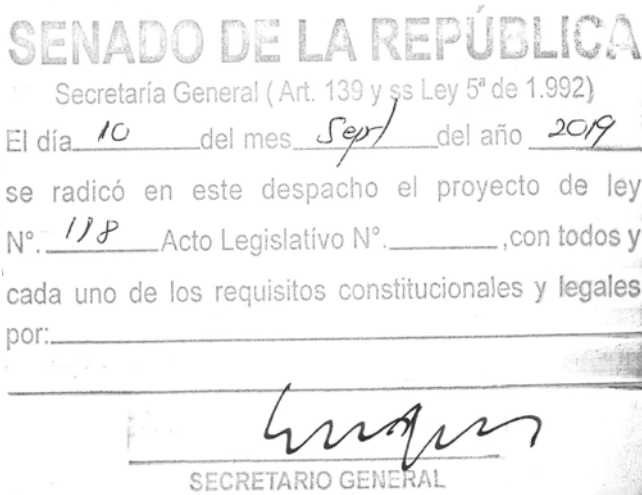 SENADO DE LA REPÚBLICA
Secretaría General ( Art. 139 y ss Ley 5ª de 1.992)
El día 10 del mes Sept del año 2019
se radicó en este despacho el proyecto de ley
N°. 118 Acto Legislativo N°. ,con todos y
cada uno de los requisitos constitucionales y legales
por:
SECRETARIO GENERAL